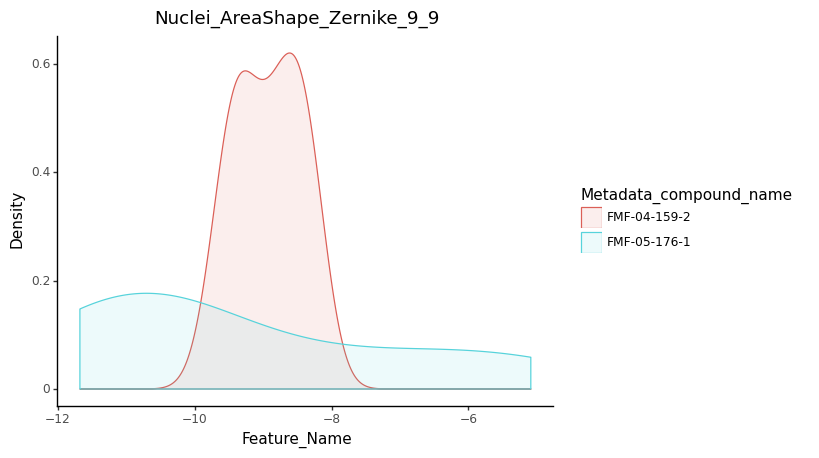 Nuclei_AreaShape_Zernike_9_9
0.6
0.4
0.2
0
Density
−12
−10
−8
−6
Feature_Name
Metadata_compound_name
FMF-04-159-2
FMF-05-176-1